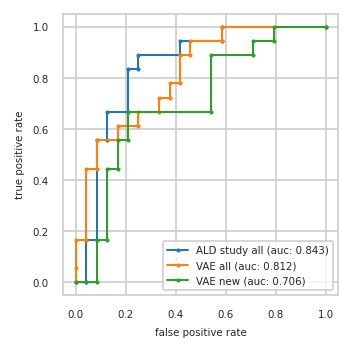 1.0
0.8
0.6
0.4
0.2
0.0
true positive rate
ALD study all (auc: 0.843)
VAE all (auc: 0.812)
VAE new (auc: 0.706)
0.0 0.2 0.4 0.6 0.8 1.0
false positive rate